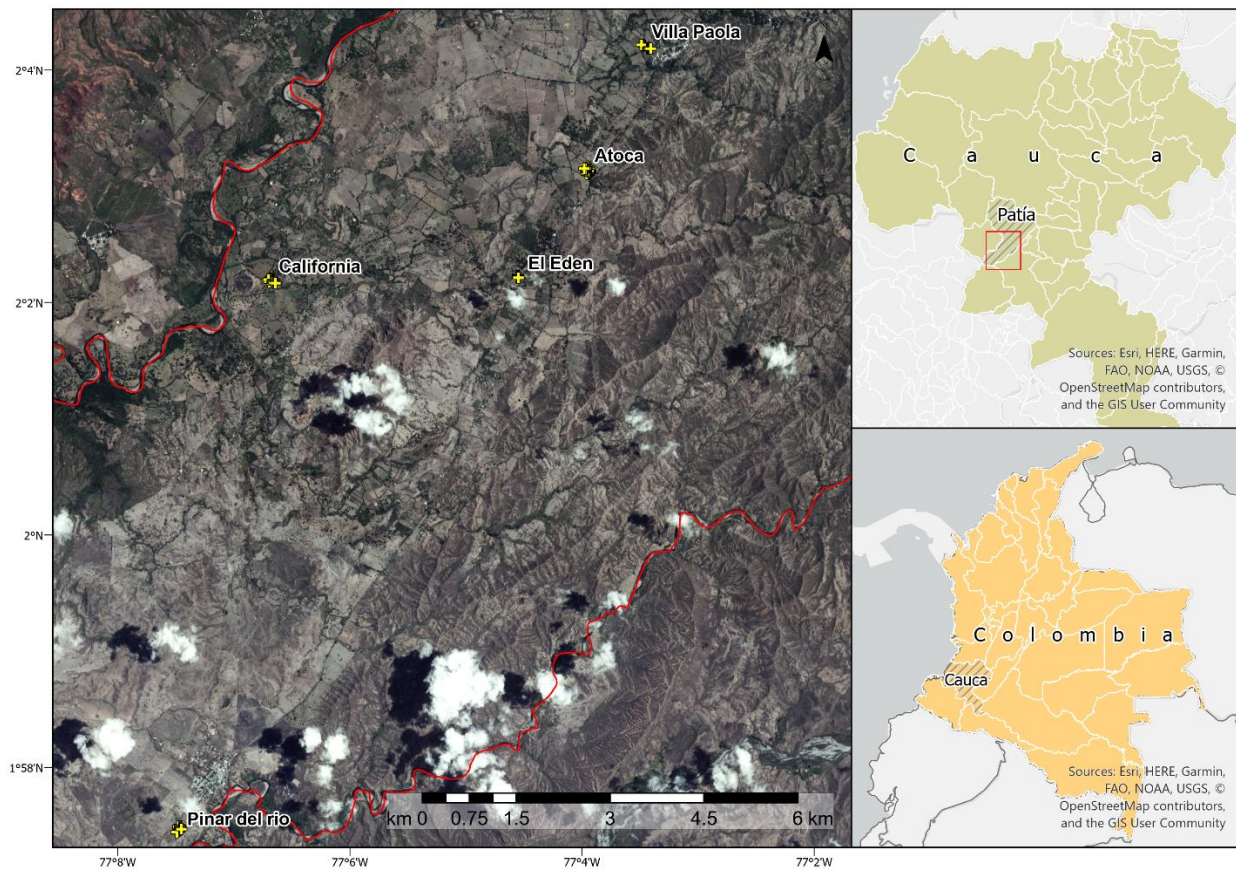 Villa Paola
2°4'N
Atoca
El Eden
California
2°2'N
2°N
1°58'N
Pinar del rio
km 0 0.75 1.5 3 4.5 6 km
77°8'W 77°6'W 77°4'W 77°2'W
Cauca
Patía
Sources: Esri, HERE, Garmin,
FAO, NOAA, USGS, ©
OpenStreetMap contributors,
and the GIS User Community
Colombia
Cauca
Sources: Esri, HERE, Garmin,
FAO, NOAA, USGS, ©
OpenStreetMap contributors,
and the GIS User Community